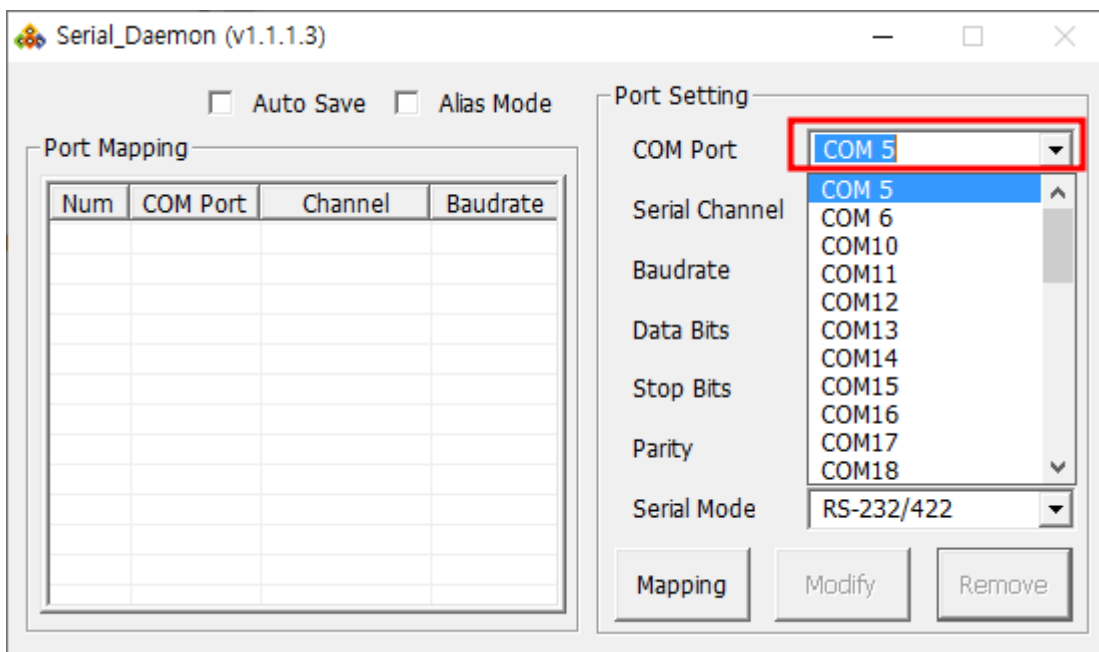 Serial_Daemon (v1.1.1.3)
Auto Save Alias Mode
Port Mapping
Num COM Port Channel Baudrate
Port Setting
COM Port COM 5
COM 5
COM 6
COM10
COM11
COM12
COM13
COM14
COM15
COM16
COM17
COM18
Serial Channel
Baudrate
Data Bits
Stop Bits
Parity
Serial Mode RS-232/422
Mapping Modify Remove